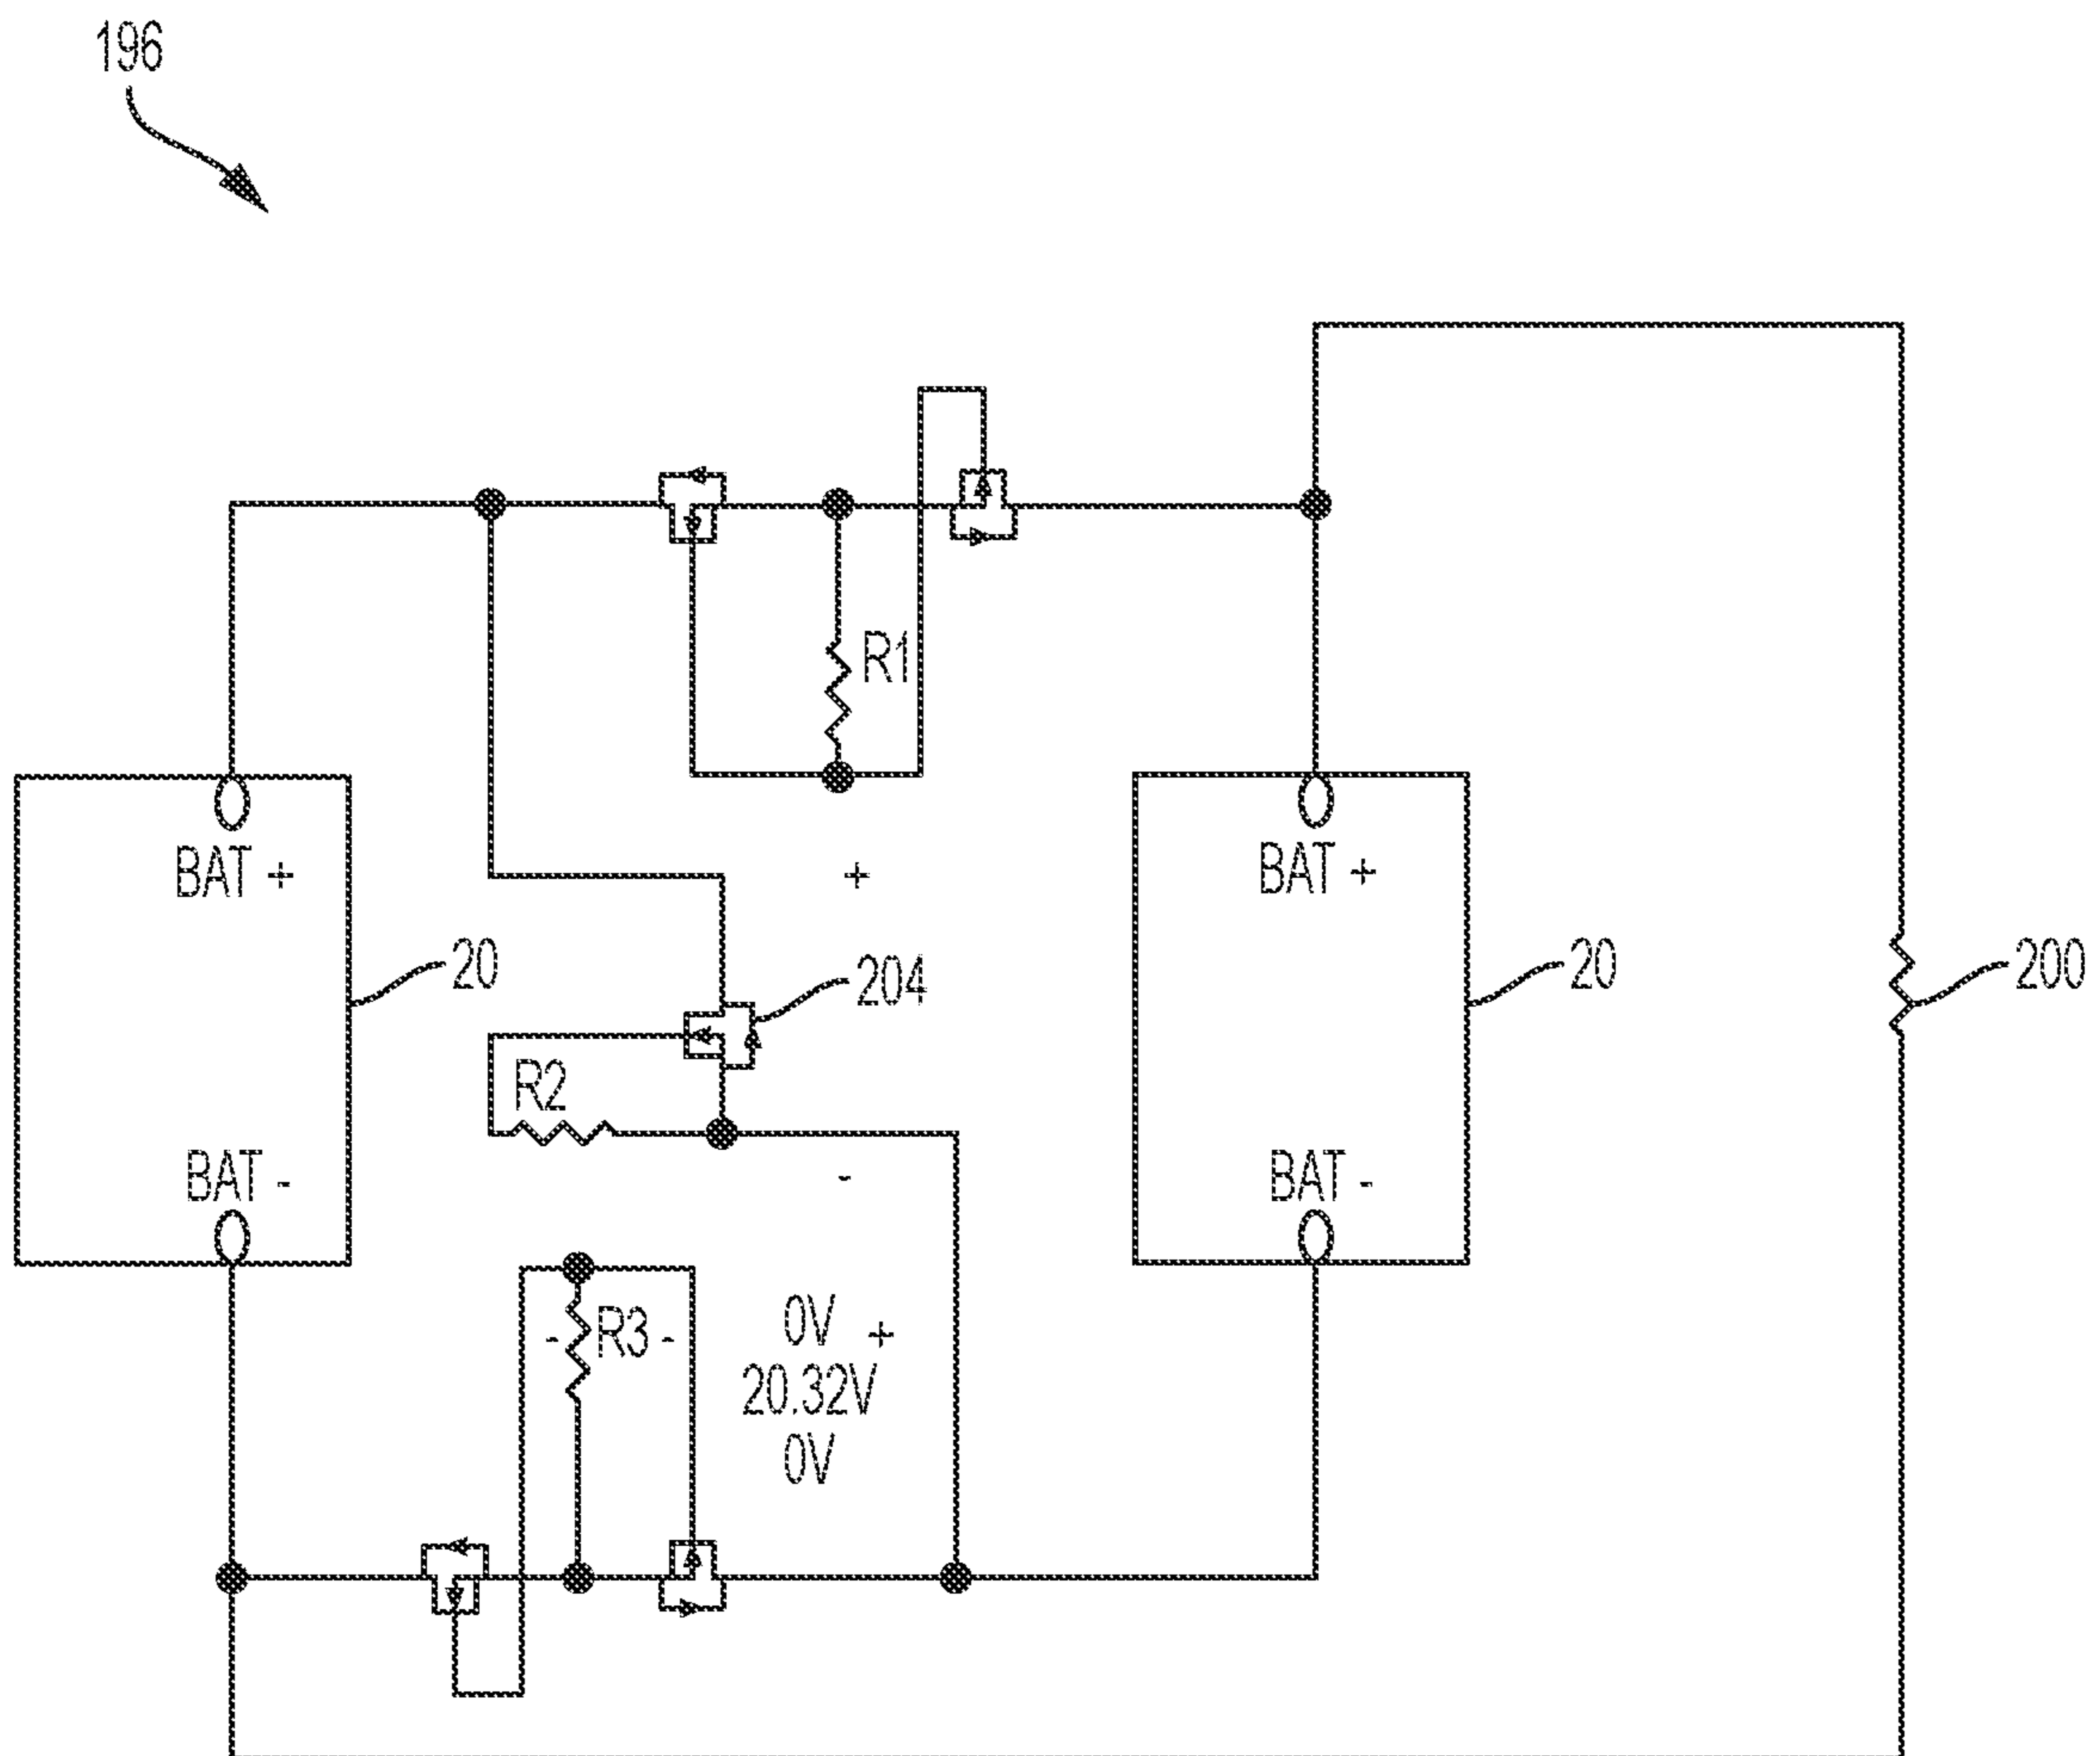 196
R1
BAT +
+
BAT +
20
204
20
200
R2
BAT -
-
BAT -
- R3 -
0V +
20.32V
0V